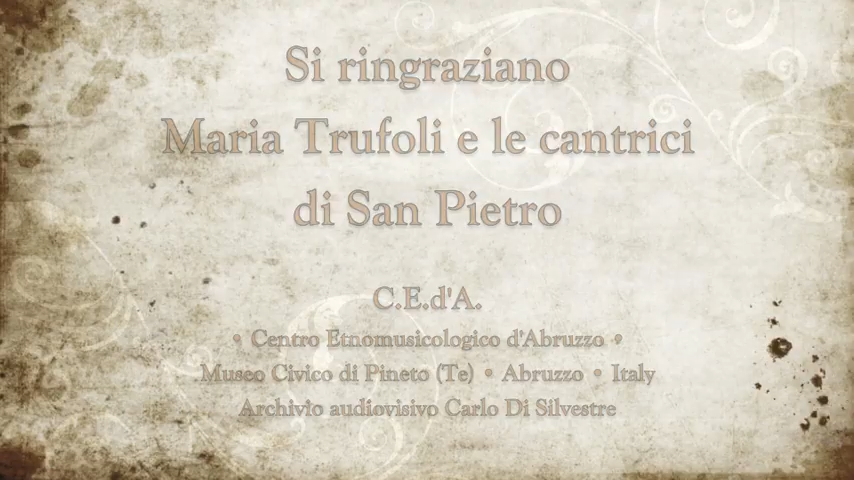 Si ringraziano
Maria Trufoli e le cantrici
di San Pietro
C.E.d'A.
• Centro Etnomusicologico d'Abruzzo •
Museo Civico di Pineto (Te) • Abruzzo • Italy
Archivio audiovisivo Carlo Di Silvestre